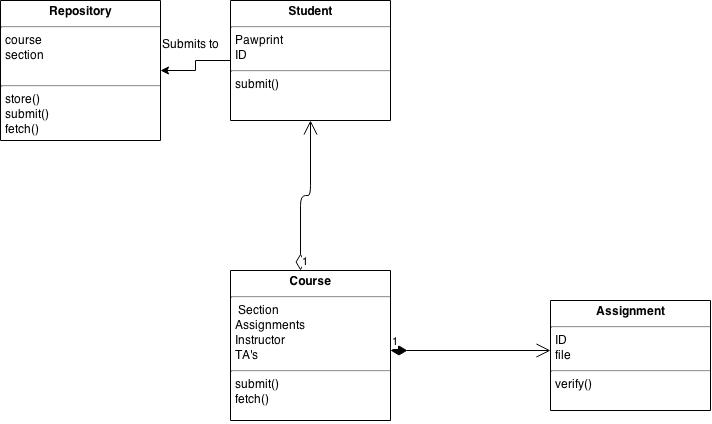 Repository
course
section
store()
submit()
fetch()
Submits to
Student
Pawprint
ID
submit()
1
Course
Section
Assignments
Instructor
TA's
submit()
fetch()
1
Assignment
ID
file
verify()